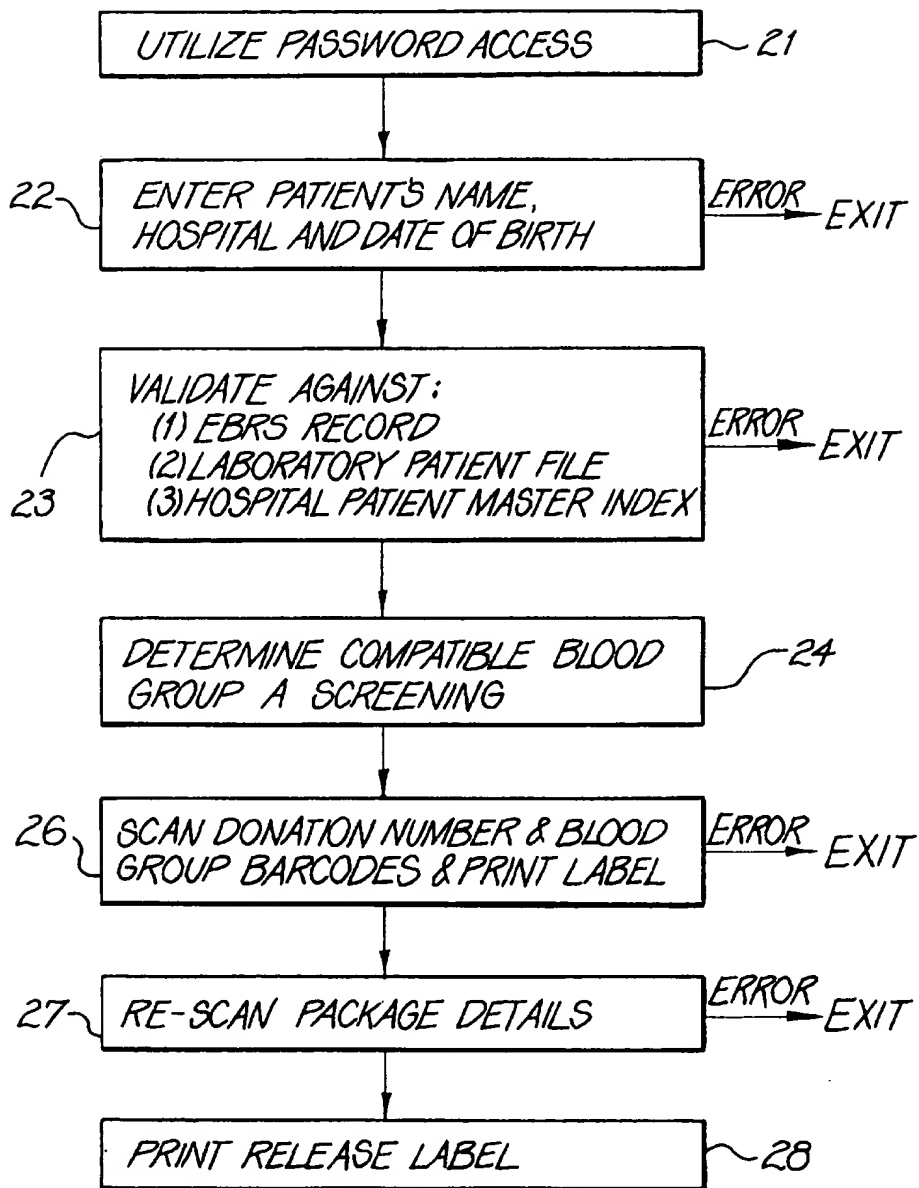 UTILIZE PASSWORD ACCESS
21
22
ENTER PATIENT'S NAME,
HOSPITAL AND DATE OF BIRTH
ERROR
EXIT
VALIDATE AGAINST:
(1) EBRS RECORD
(2) LABORATORY PATIENT FILE
(3) HOSPITAL PATIENT MASTER INDEX
23
ERROR
EXIT
DETERMINE COMPATIBLE BLOOD
GROUP A SCREENING
24
26
SCAN DONATION NUMBER & BLOOD
GROUP BARCODES & PRINT LABEL
ERROR
EXIT
27
RE-SCAN PACKAGE DETAILS
ERROR
EXIT
PRINT RELEASE LABEL
28